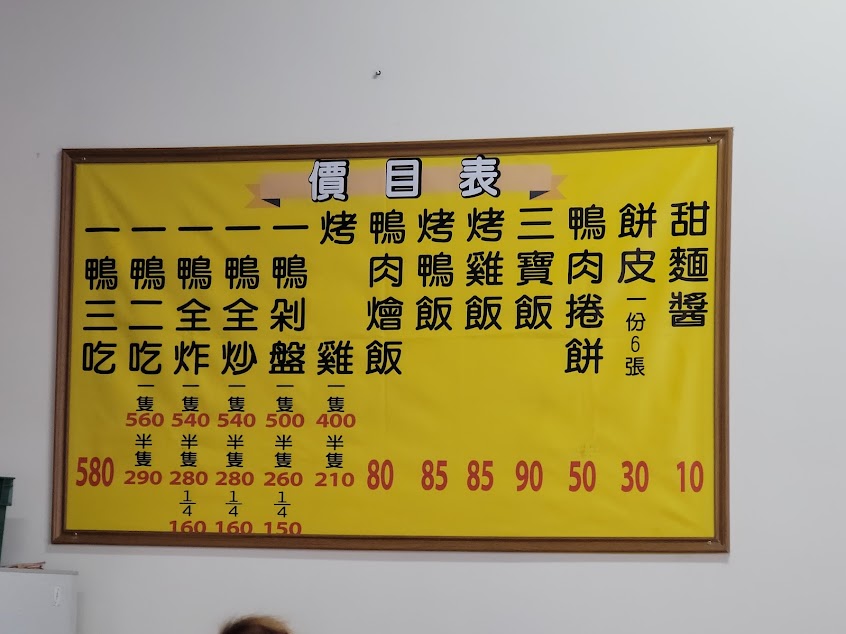 價目表
甜麵醬 10
餅皮 一份6張 30
鴨肉捲餅 50
三寶飯 90
烤雞飯 85
烤鴨飯 85
鴨肉燴飯 80
烤雞 一隻 400 半隻 210
一鴨剁盤 一隻 500 半隻 260 1/4 150
一鴨全炒 一隻 540 半隻 280 1/4 160
一鴨全炸 一隻 540 半隻 280 1/4 160
一鴨二吃 一隻 560 半隻 290
一鴨三吃 580